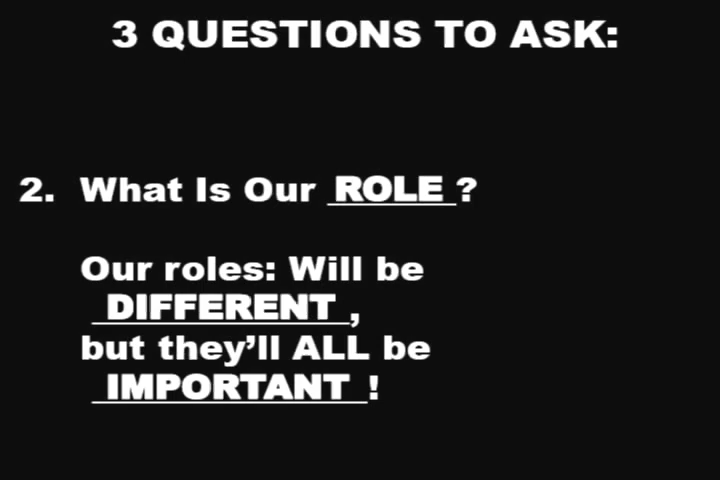 3 QUESTIONS TO ASK:
2. What Is Our ROLE ?
Our roles: Will be
DIFFERENT ,
but they’ll ALL be
IMPORTANT !